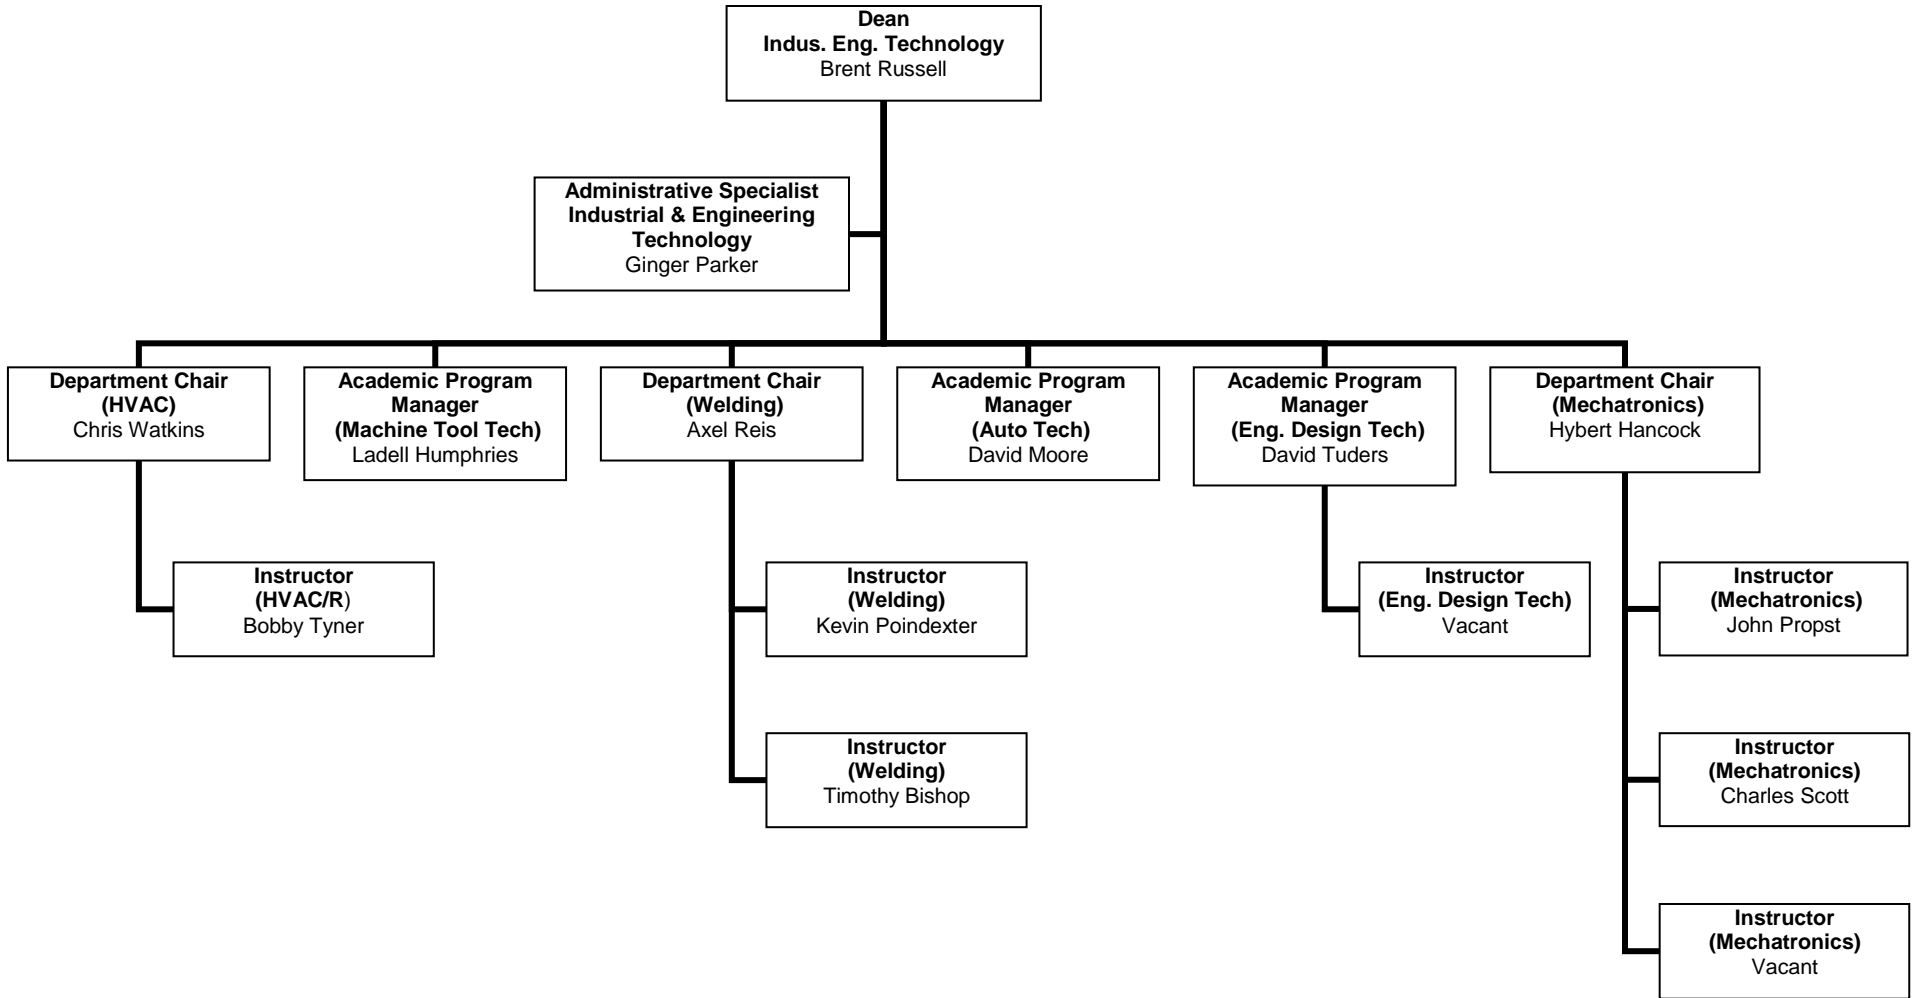 Dean
Indus. Eng. Technology
Brent Russell
Administrative Specialist
Industrial & Engineering
Technology
Ginger Parker
Department Chair
(HVAC)
Chris Watkins
Academic Program
Manager
(Machine Tool Tech)
Ladell Humphries
Department Chair
(Welding)
Axel Reis
Academic Program
Manager
(Auto Tech)
David Moore
Academic Program
Manager
(Eng. Design Tech)
David Tuders
Department Chair
(Mechatronics)
Hybert Hancock
Instructor
(HVAC/R)
Bobby Tyner
Instructor
(Welding)
Kevin Poindexter
Instructor
(Eng. Design Tech)
Vacant
Instructor
(Mechatronics)
John Propst
Instructor
(Welding)
Timothy Bishop
Instructor
(Mechatronics)
Charles Scott
Instructor
(Mechatronics)
Vacant